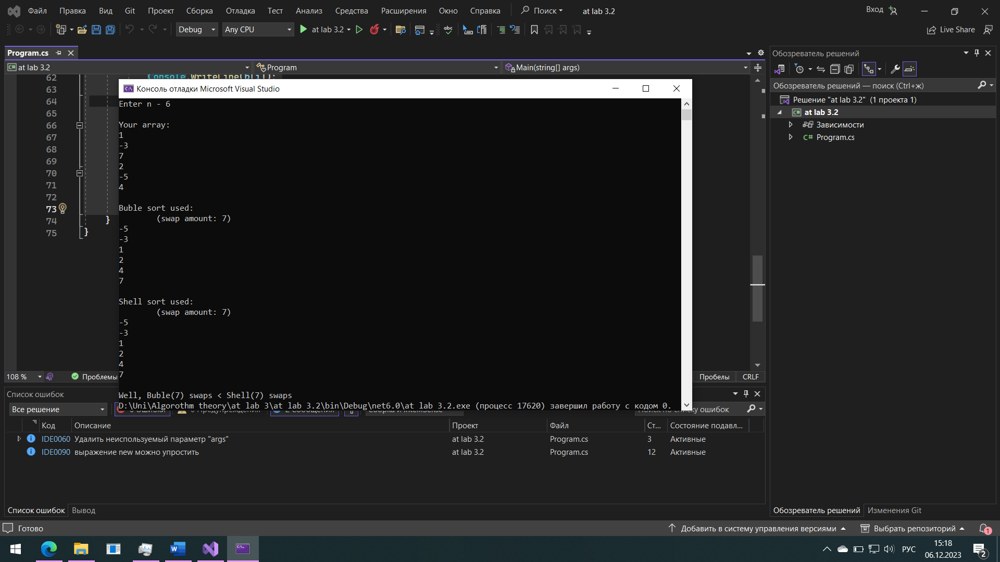 Файл Правка Вид Git Проект Сборка Отладка Тест Анализ Средства Расширения Окно Справка Поиск at lab 3.2 Вход
Debug Any CPU at lab 3.2 Live Share
Program.cs
at lab 3.2 Program Main(string[] args)
62 Console.WriteLine(b[i]);
63
64
65
66
67
68
69
70
71
72
73
74 }
75 }
Консоль отладки Microsoft Visual Studio
Enter n - 6
Your array:
1
-3
7
2
-5
4
Buble sort used:
(swap amount: 7)
-5
-3
1
2
4
7
Shell sort used:
(swap amount: 7)
-5
-3
1
2
4
7
Well, Buble(7) swaps < Shell(7) swaps
D:\Uni\Algorothm theory\at lab 3\at lab 3.2\bin\Debug\net6.0\at lab 3.2.exe (процесс 17620) завершил работу с кодом 0.
108 % Проблемы Пробелы CRLF
Обозреватель решений
Обозреватель решений — поиск (Ctrl+ж)
Решение "at lab 3.2" (1 проекта 1)
at lab 3.2
Зависимости
Program.cs
Список ошибок
Все решение
Код Описание Проект Файл Ст... Состояние подавл...
IDE0060 Удалить неиспользуемый параметр "args" at lab 3.2 Program.cs 3 Активные
IDE0090 выражение new можно упростить at lab 3.2 Program.cs 12 Активные
Список ошибок Вывод
Обозреватель решений Изменения Git
Готово Добавить в систему управления версиями Выбрать репозиторий 1
РУС 15:18
06.12.2023 2